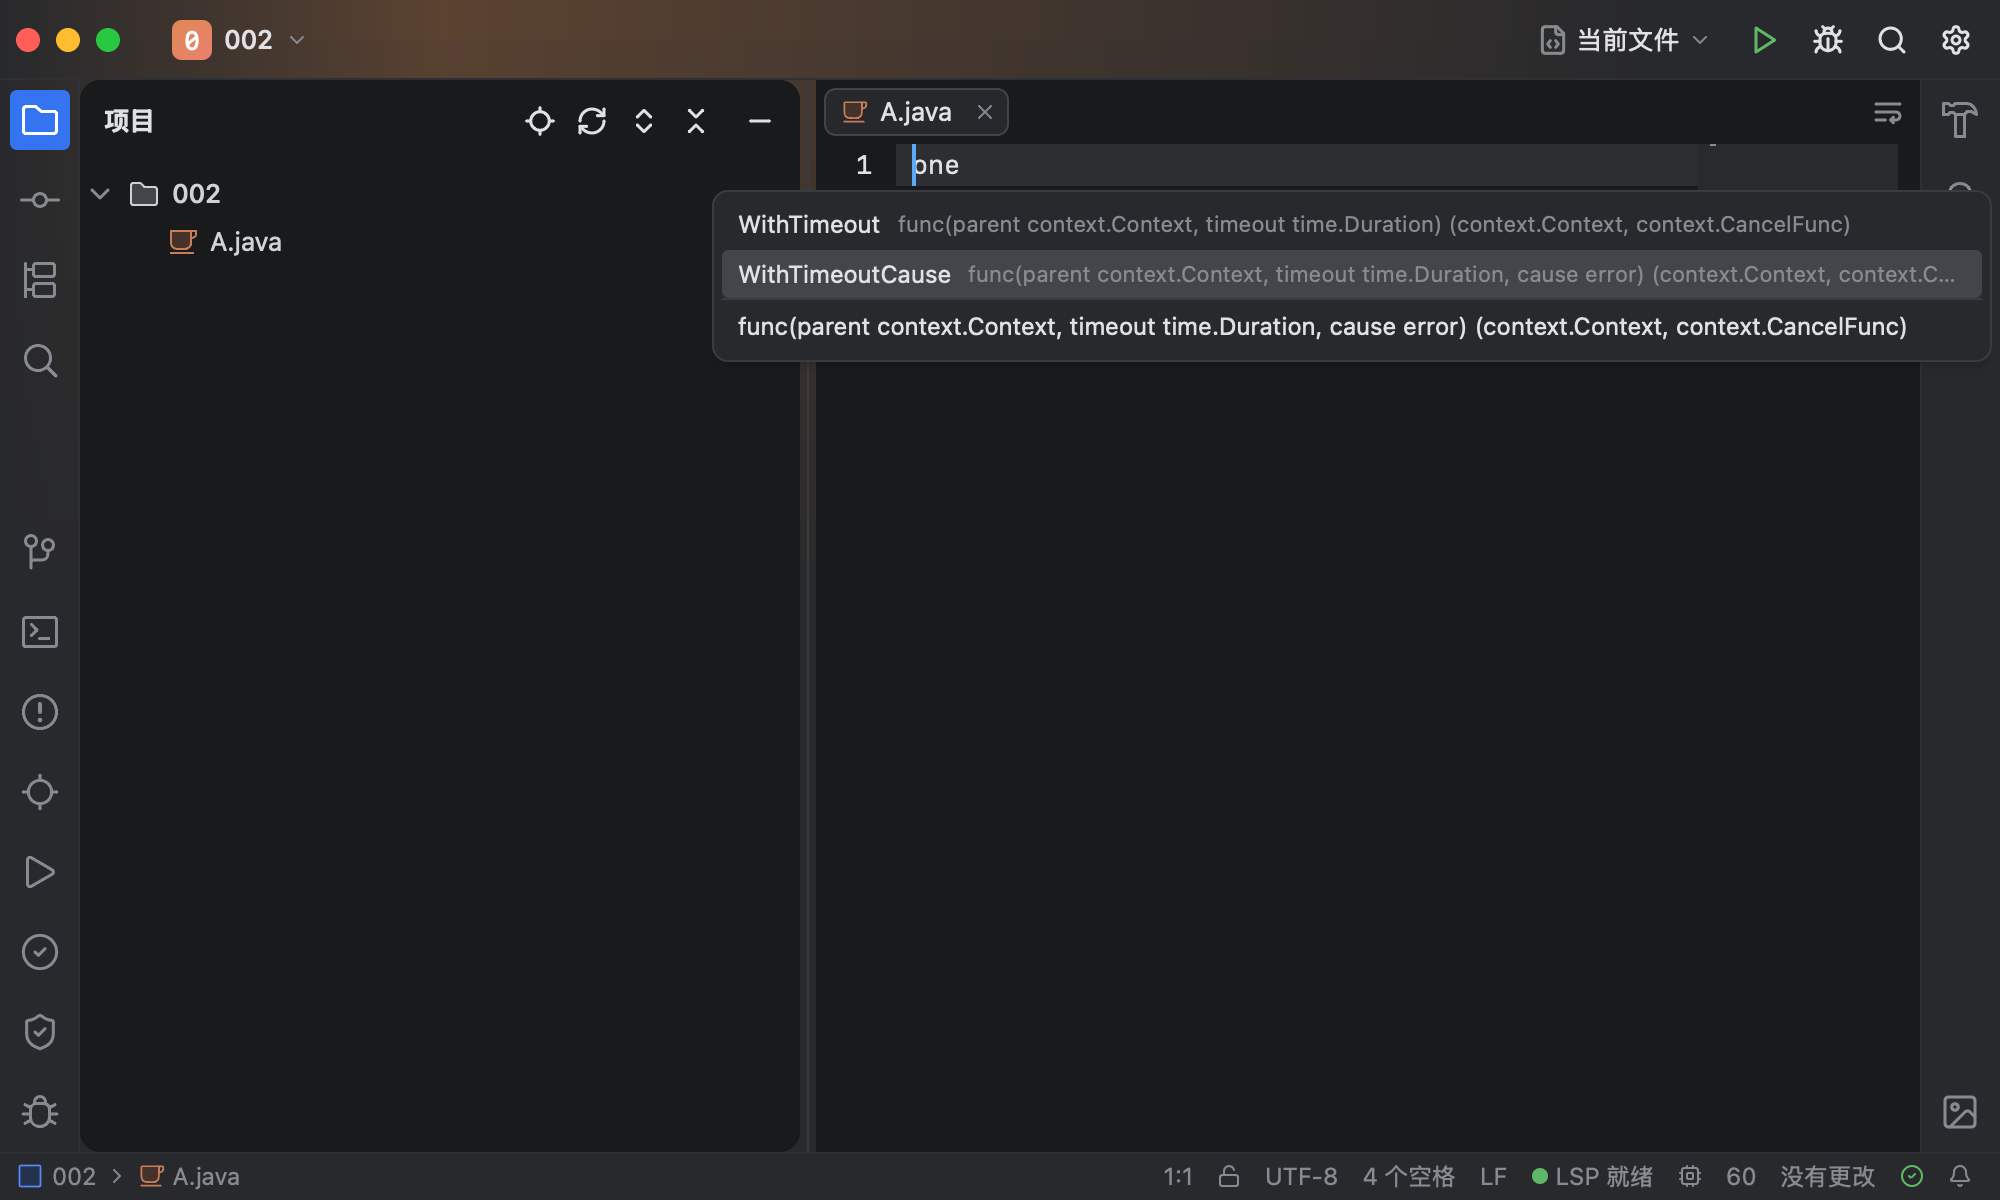 0 002
当前文件
项目
A.java
1 one
002
A.java
WithTimeout func(parent context.Context, timeout time.Duration) (context.Context, context.CancelFunc)
WithTimeoutCause func(parent context.Context, timeout time.Duration, cause error) (context.Context, context.C...
func(parent context.Context, timeout time.Duration, cause error) (context.Context, context.CancelFunc)
002 A.java
1:1 UTF-8 4 个空格 LF LSP 就绪 60 没有更改